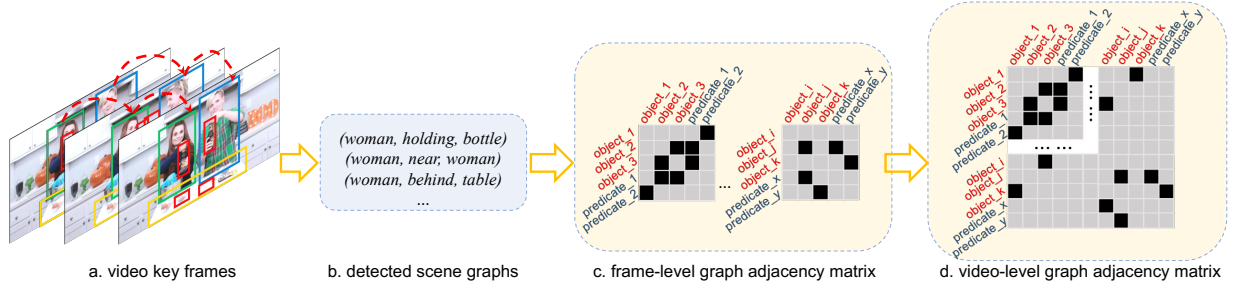 (woman, holding, bottle)
(woman, near, woman)
(woman, behind, table)
...
object_1
object_2
object_3
predicate_1
predicate_2
object_1
object_2
object_3
predicate_1
predicate_2
...
object_i
object_j
object_k
predicate_x
predicate_y
object_i
object_j
object_k
predicate_x
predicate_y
object_1
object_2
object_3
predicate_1
predicate_2
object_i
object_j
object_k
predicate_x
predicate_y
object_1
object_2
object_3
predicate_1
predicate_2
... ...
object_i
object_j
object_k
predicate_x
predicate_y
a. video key frames
b. detected scene graphs
c. frame-level graph adjacency matrix
d. video-level graph adjacency matrix